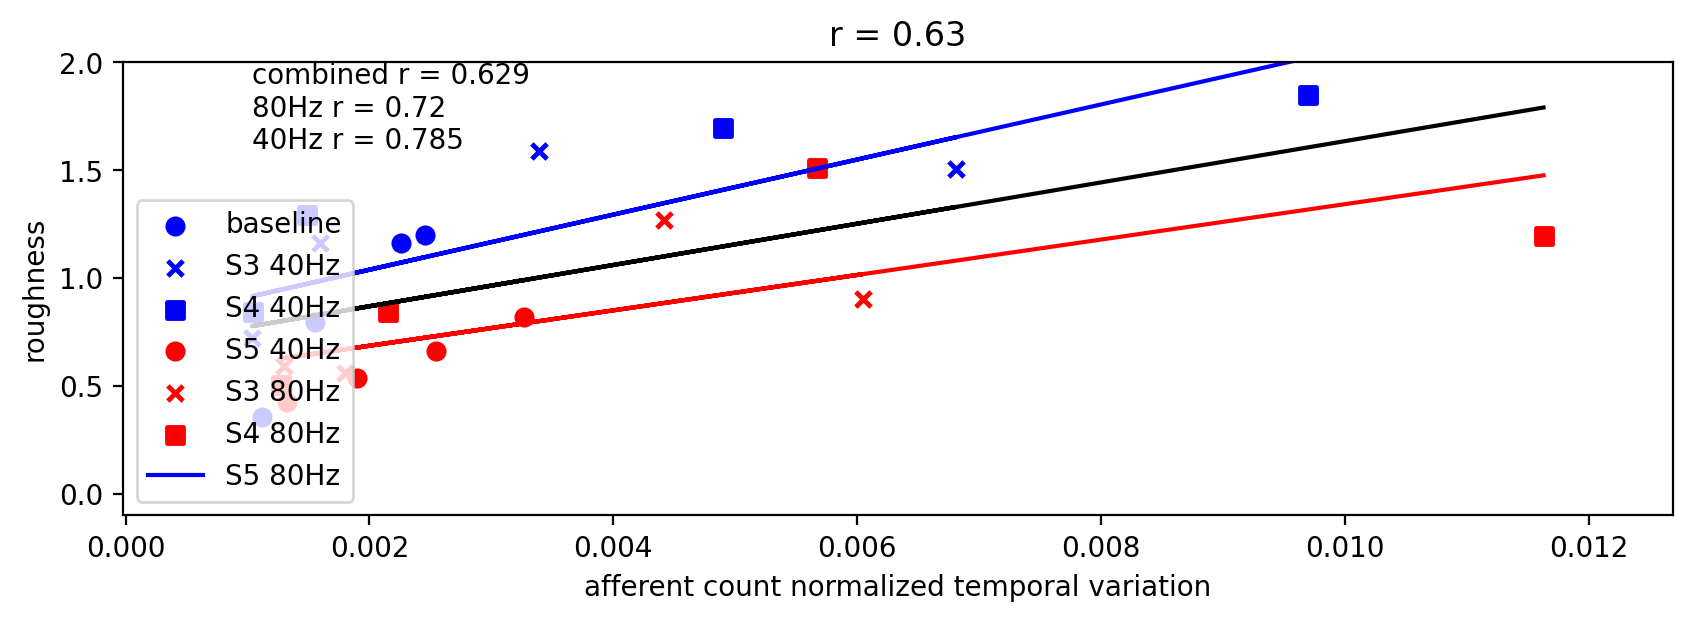 r = 0.63
combined r = 0.629
80Hz r = 0.72
40Hz r = 0.785
baseline
S3 40Hz
S4 40Hz
S5 40Hz
S3 80Hz
S4 80Hz
S5 80Hz
roughness
2.0
1.5
1.0
0.5
0.0
0.000 0.002 0.004 0.006 0.008 0.010 0.012
afferent count normalized temporal variation